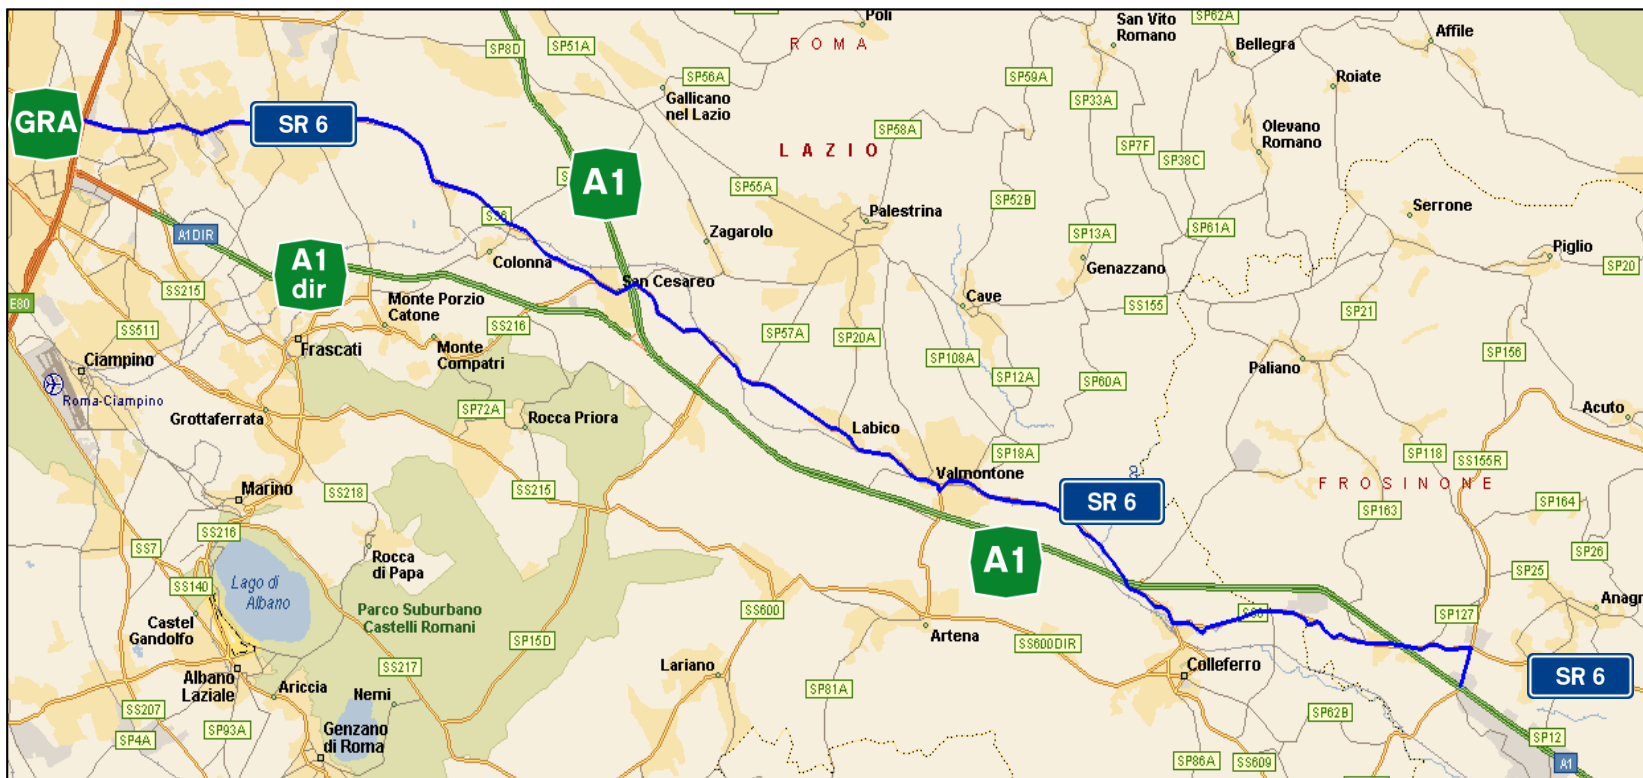 Poli
SP62A
San Vito
Romano
Affile
SP8D
SP51A
ROMA
Bellegra
SP56A
SP59A
Roiate
Gallicano
nel Lazio
SP33A
GRA
SR 6
SP58A
Olevano
Romano
LAZIO
SP7F
SP38C
A1
SP55A
SP52B
Palestrina
Serrone
SS6
A1DIR
Zagarolo
SP13A
SP61A
Piglio
A1
dir
Colonna
Genazzano
SP20
San Cesareo
SS215
E80
Monte Porzio
Catone
Cave
SS155
SP21
SS511
SS216
SP57A
SP20A
Frascati
Monte
Compatri
SP108A
SP156
Ciampino
Paliano
SP12A
SP60A
Roma-Ciampino
SP72A
Acuto
Grottaferrata
Rocca Priora
Labico
SP18A
SP118
SS155R
Valmontone
FROSINONE
Marino
SS218
SS215
SR 6
SP164
SP163
SS216
SS7
Rocca
di Papa
A1
SP26
SS140
Lago di
Albano
SP25
Parco Suburbano
Castelli Romani
SS600
Anagn
Castel
Gandolfo
SP127
Artena
SP15D
SS600DIR
Lariano
SS217
Colleferro
SR 6
Albano
Laziale
Ariccia
Nemi
SP81A
SS207
SP62B
SP93A
Genzano
di Roma
SP4A
SP12
SP86A
SS609
A1